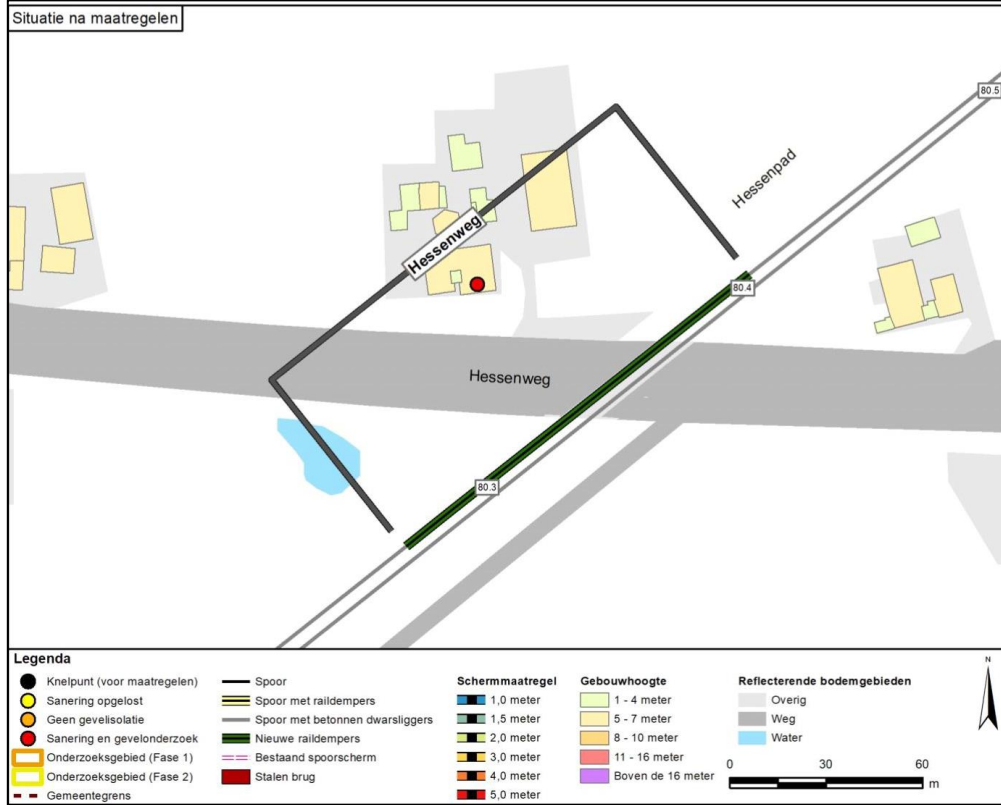 Situatie na maatregelen
80.5
Hessenpad
Hessenweg
80.4
Hessenweg
80.3
Legenda
Knelpunt (voor maatregelen)
Sanering opgelost
Geen gevelisolatie
Sanering en gevelonderzoek
Onderzoeksgebied (Fase 1)
Onderzoeksgebied (Fase 2)
Gemeentegrens
Spoor
Spoor met raildempers
Spoor met betonnen dwarsliggers
Nieuwe raildempers
Bestaand spoorscherm
Stalen brug
Schermmaatregel
1,0 meter
1,5 meter
2,0 meter
3,0 meter
4,0 meter
5,0 meter
Gebouwhoogte
1 - 4 meter
5 - 7 meter
8 - 10 meter
11 - 16 meter
Boven de 16 meter
Reflecterende bodemgebieden
Overig
Weg
Water
0 30 60
m
N